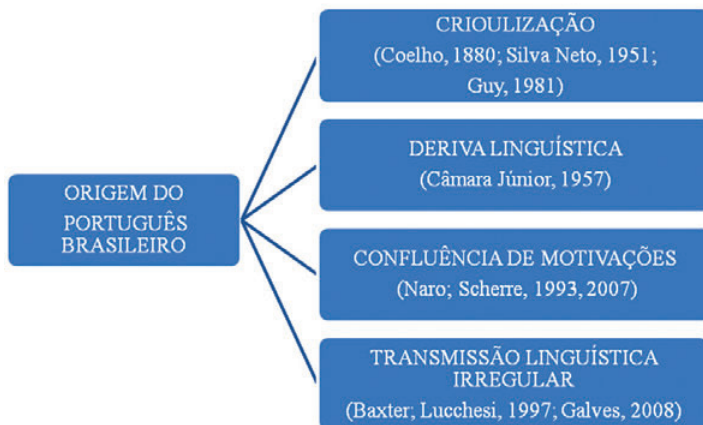 ORIGEM DO
PORTUGUÊS
BRASILEIRO
CRIOULIZAÇÃO
(Coelho, 1880; Silva Neto, 1951;
Guy, 1981)
DERIVA LINGUÍSTICA
(Câmara Júnior, 1957)
CONFLUÊNCIA DE MOTIVAÇÕES
(Naro; Scherre, 1993, 2007)
TRANSMISSÃO LINGUÍSTICA
IRREGULAR
(Baxter; Lucchesi, 1997; Galves, 2008)